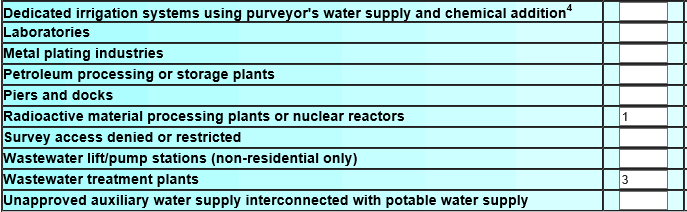 Dedicated irrigation systems using purveyor's water supply and chemical addition4
Laboratories
Metal plating industries
Petroleum processing or storage plants
Piers and docks
Radioactive material processing plants or nuclear reactors 1
Survey access denied or restricted
Wastewater lift/pump stations (non-residential only)
Wastewater treatment plants 3
Unapproved auxiliary water supply interconnected with potable water supply